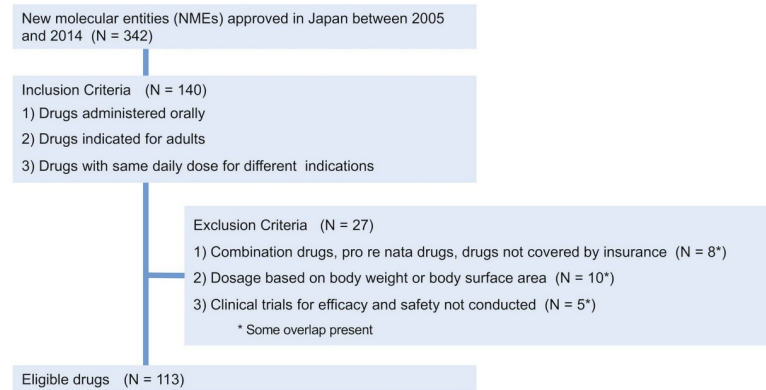 New molecular entities (NMEs) approved in Japan between 2005
and 2014 (N = 342)
Inclusion Criteria (N = 140)
1) Drugs administered orally
2) Drugs indicated for adults
3) Drugs with same daily dose for different indications
Exclusion Criteria (N = 27)
1) Combination drugs, pro re nata drugs, drugs not covered by insurance (N = 8*)
2) Dosage based on body weight or body surface area (N = 10*)
3) Clinical trials for efficacy and safety not conducted (N = 5*)
* Some overlap present
Eligible drugs (N = 113)